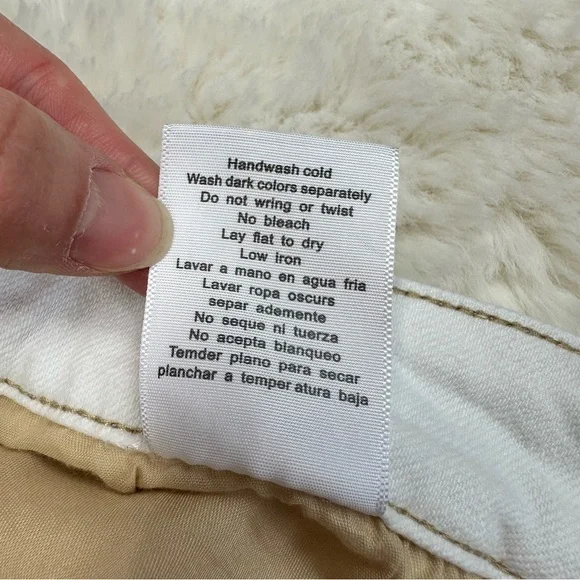 Handwash cold
Wash dark colors separately
Do not wring or twist
No bleach
Lay flat to dry
Low iron
Lavar a mano en agua fria
Lavar ropa oscurs
separ ademente
No seque ni tuerza
No acepta blanqueo
Temder plano para secar
planchar a temper atura baja